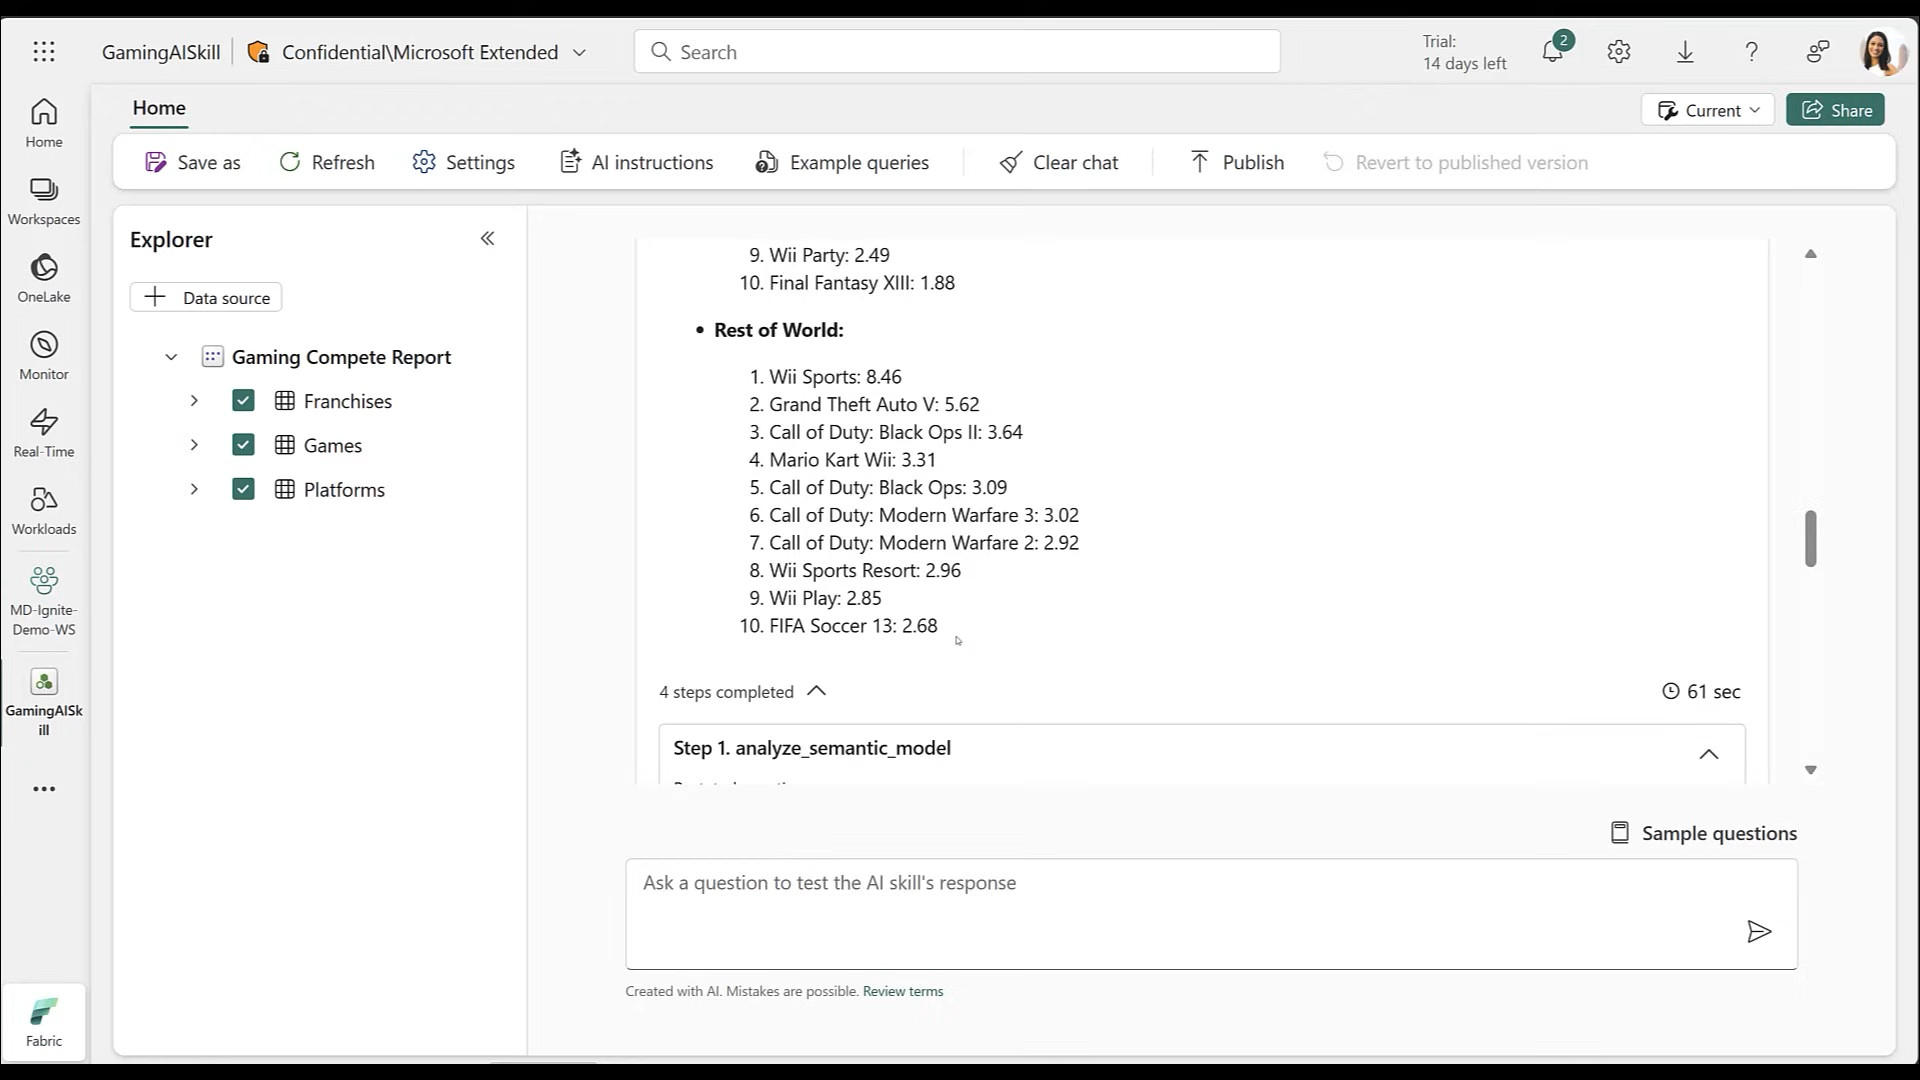 GamingAISkill
Confidential\Microsoft Extended
Search
Trial:
14 days left
2
Home
Current
Share
Save as
Refresh
Settings
AI instructions
Example queries
Clear chat
Publish
Revert to published version
Home
Workspaces
OneLake
Monitor
Real-Time
Workloads
MD-Ignite-
Demo-WS
GamingAISk
ill
Fabric
Explorer
Data source
Gaming Compete Report
Franchises
Games
Platforms
9. Wii Party: 2.49
10. Final Fantasy XIII: 1.88
• Rest of World:
1. Wii Sports: 8.46
2. Grand Theft Auto V: 5.62
3. Call of Duty: Black Ops II: 3.64
4. Mario Kart Wii: 3.31
5. Call of Duty: Black Ops: 3.09
6. Call of Duty: Modern Warfare 3: 3.02
7. Call of Duty: Modern Warfare 2: 2.92
8. Wii Sports Resort: 2.96
9. Wii Play: 2.85
10. FIFA Soccer 13: 2.68
4 steps completed
61 sec
Step 1. analyze_semantic_model
Sample questions
Ask a question to test the AI skill's response
Created with AI. Mistakes are possible. Review terms